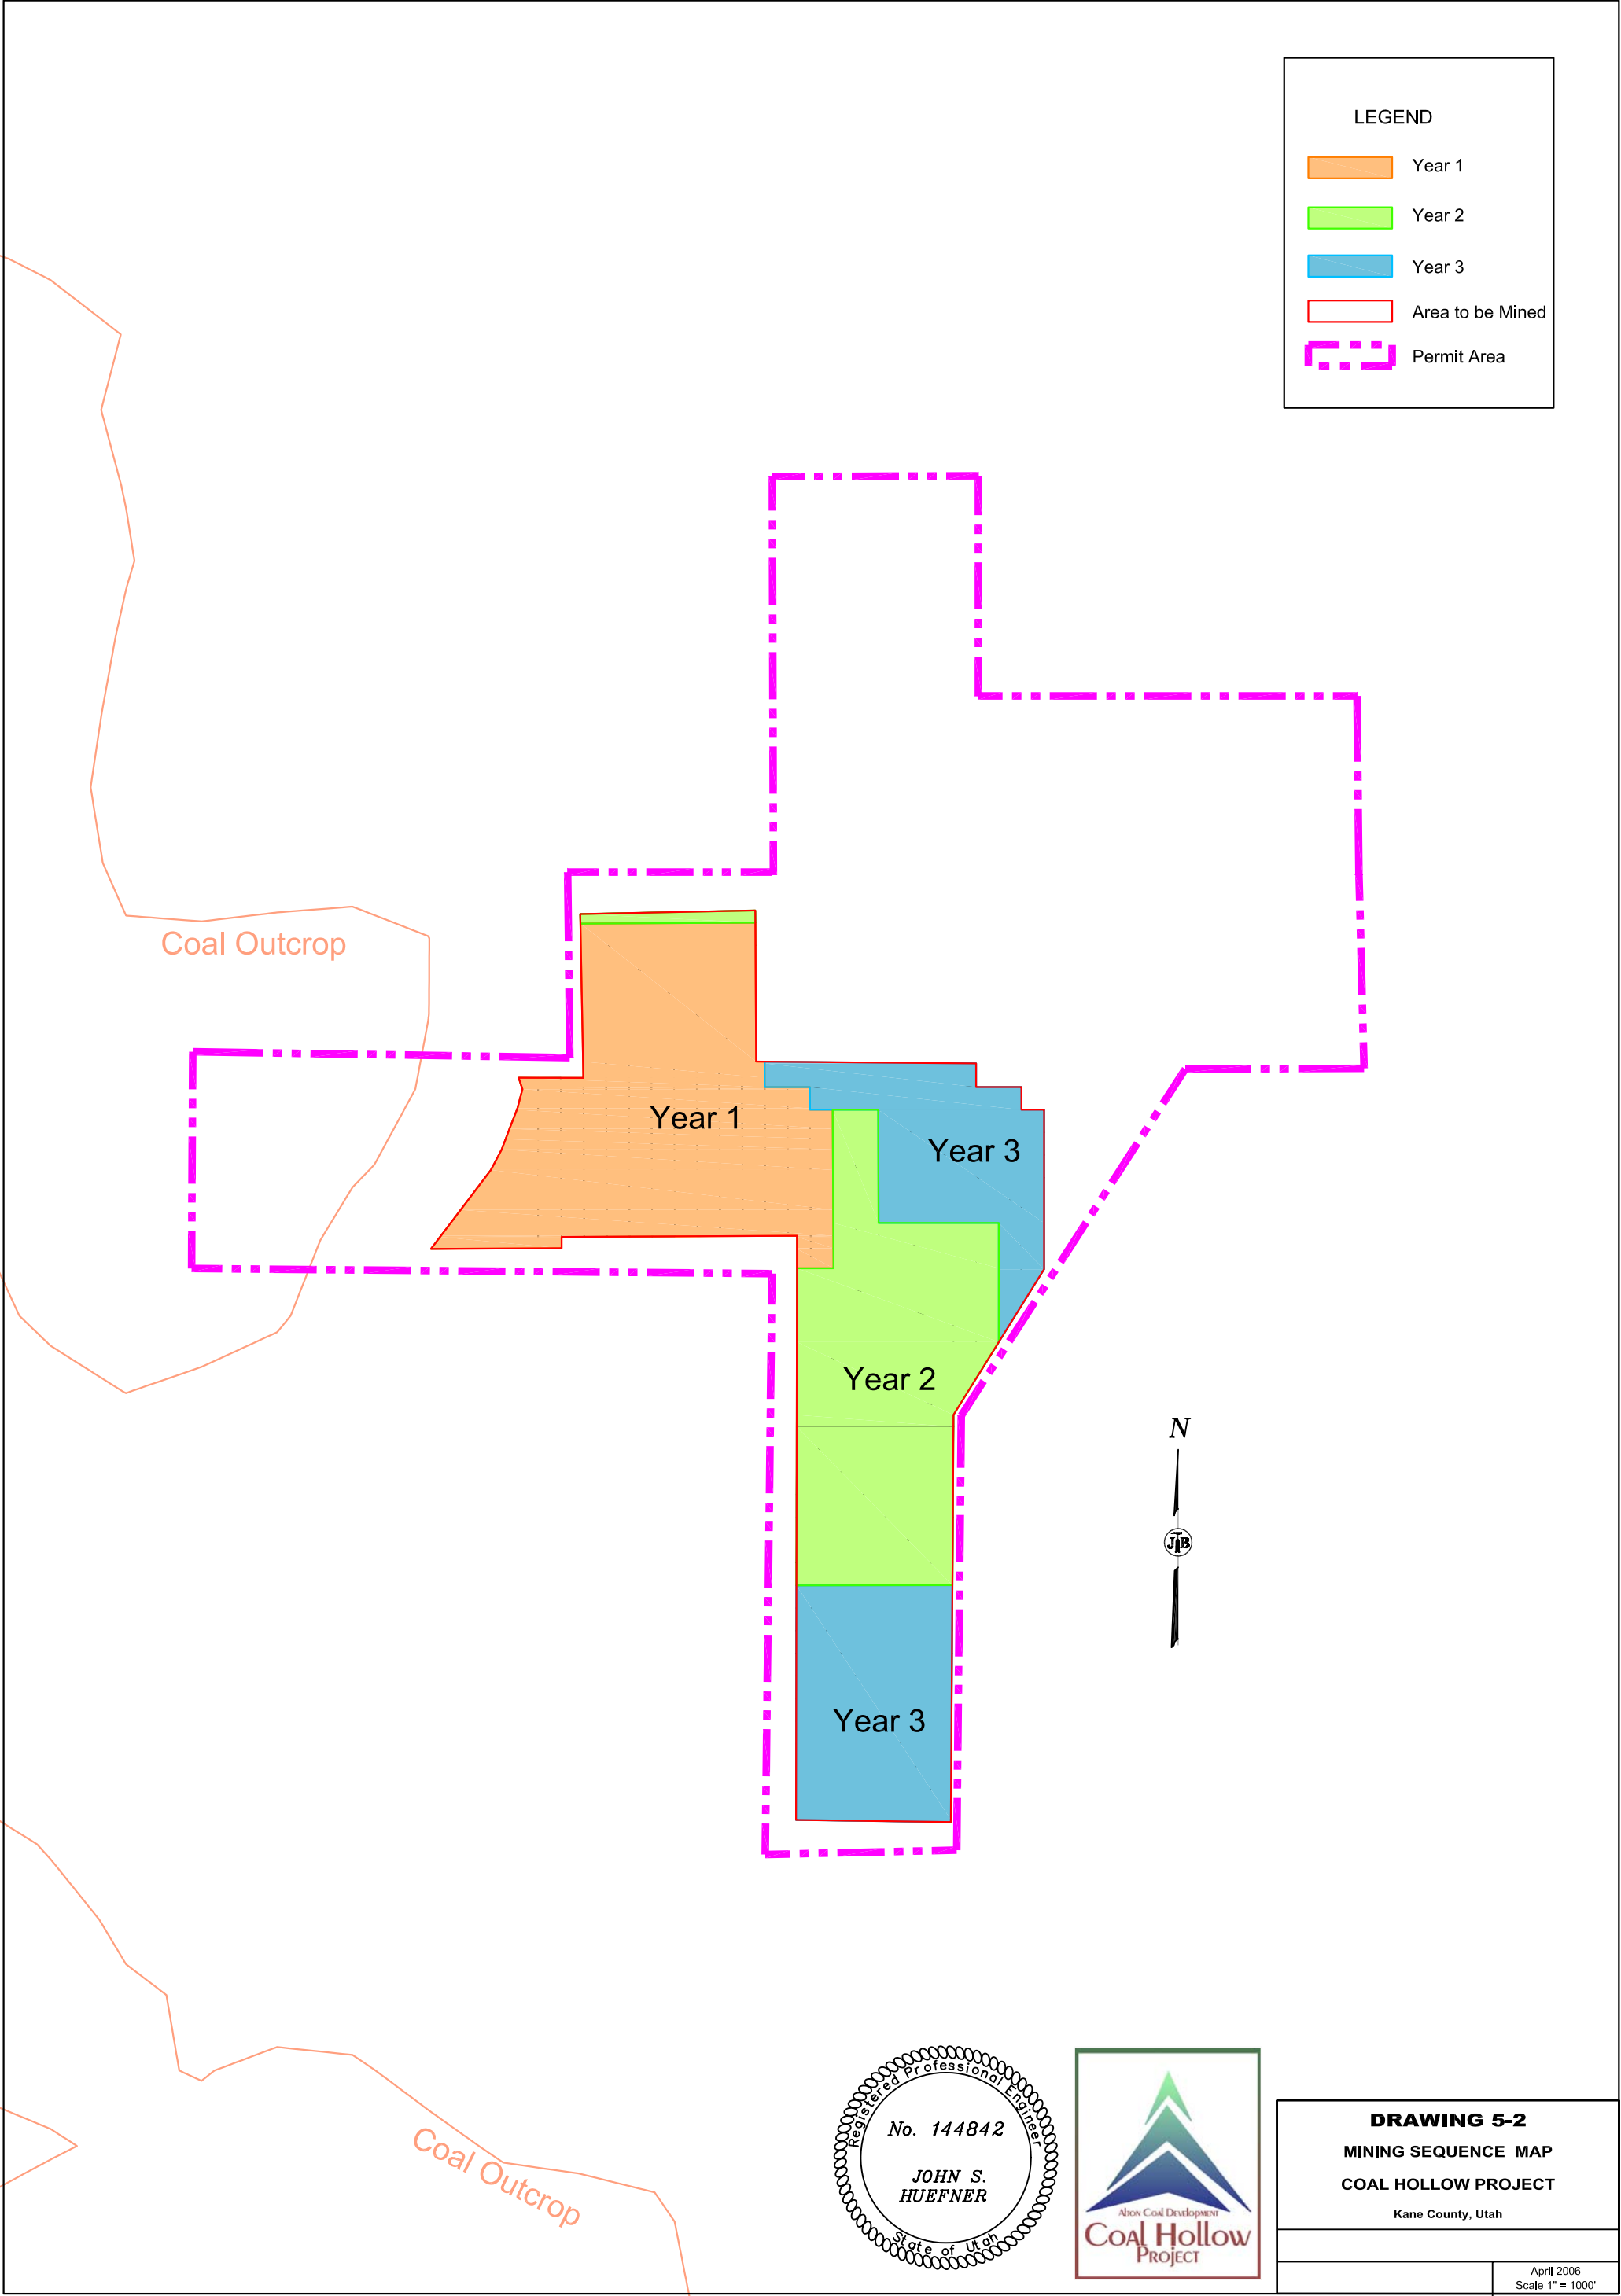 LEGEND
Year 1
Year 2
Year 3
Area to be Mined
Permit Area
Coal Outcrop
Year 1
Year 3
Year 2
N
JTB
Year 3
Coal Outcrop
Registered Professional Engineer
No. 144842
JOHN S.
HUEFNER
State of Utah
Alton Coal Development
Coal Hollow
Project
DRAWING 5-2
MINING SEQUENCE MAP
COAL HOLLOW PROJECT
Kane County, Utah
April 2006
Scale 1" = 1000'